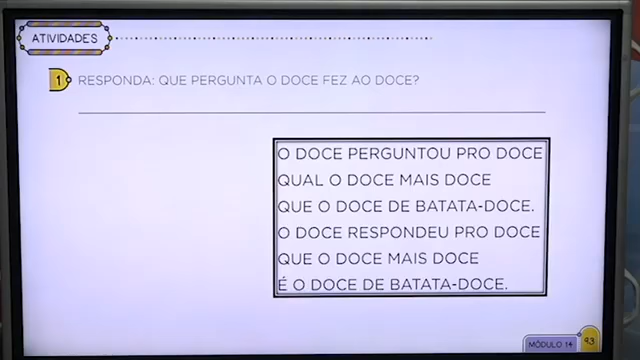 ATIVIDADES
1 RESPONDA: QUE PERGUNTA O DOCE FEZ AO DOCE?
O DOCE PERGUNTOU PRO DOCE
QUAL O DOCE MAIS DOCE
QUE O DOCE DE BATATA-DOCE.
O DOCE RESPONDEU PRO DOCE
QUE O DOCE MAIS DOCE
É O DOCE DE BATATA-DOCE.
MÓDULO 14 93